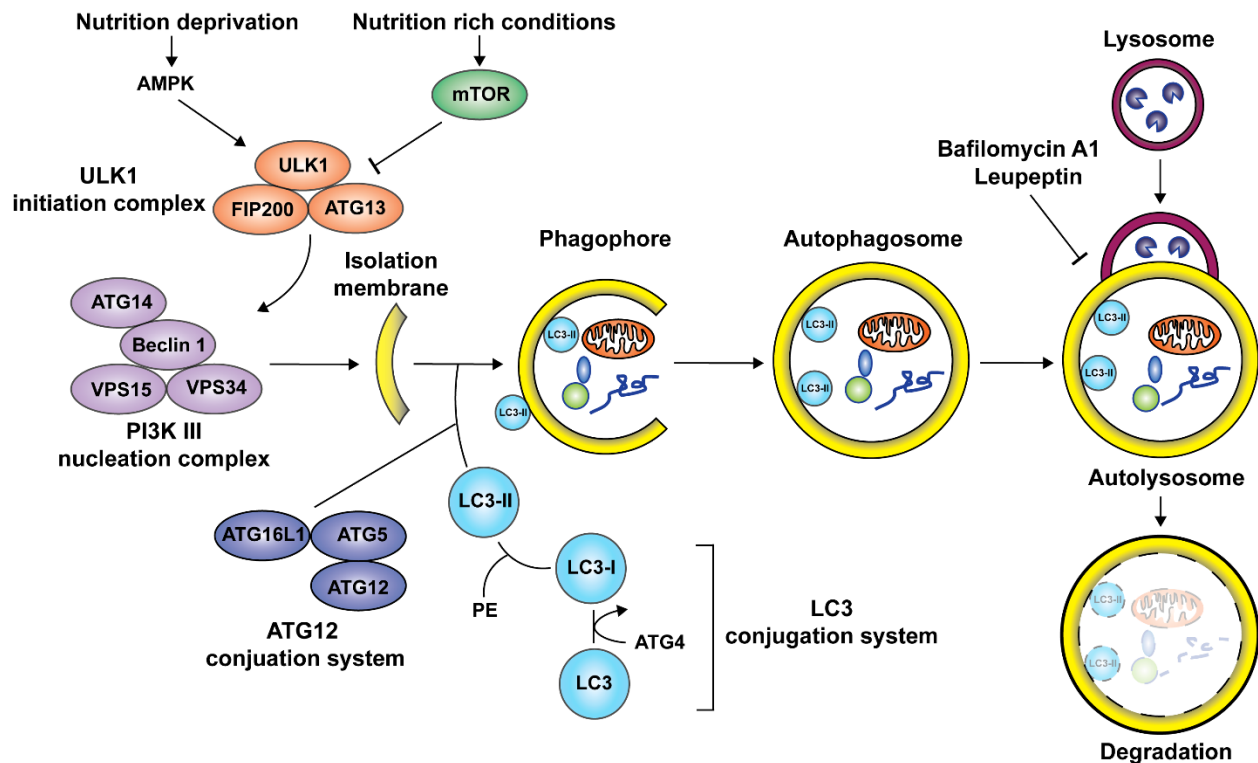 Nutrition deprivation
Nutrition rich conditions
AMPK
mTOR
ULK1
FIP200
ATG13
ULK1
initiation complex
Lysosome
Bafilomycin A1
Leupeptin
ATG14
Beclin 1
VPS15
VPS34
PI3K III
nucleation complex
Isolation
membrane
Phagophore
LC3-II
LC3-II
Autophagosome
LC3-II
LC3-II
LC3-II
LC3-II
Autolysosome
ATG16L1
ATG5
ATG12
ATG12
conjuation system
LC3-II
PE
LC3-I
ATG4
LC3
LC3
conjugation system
LC3-II
LC3-II
Degradation